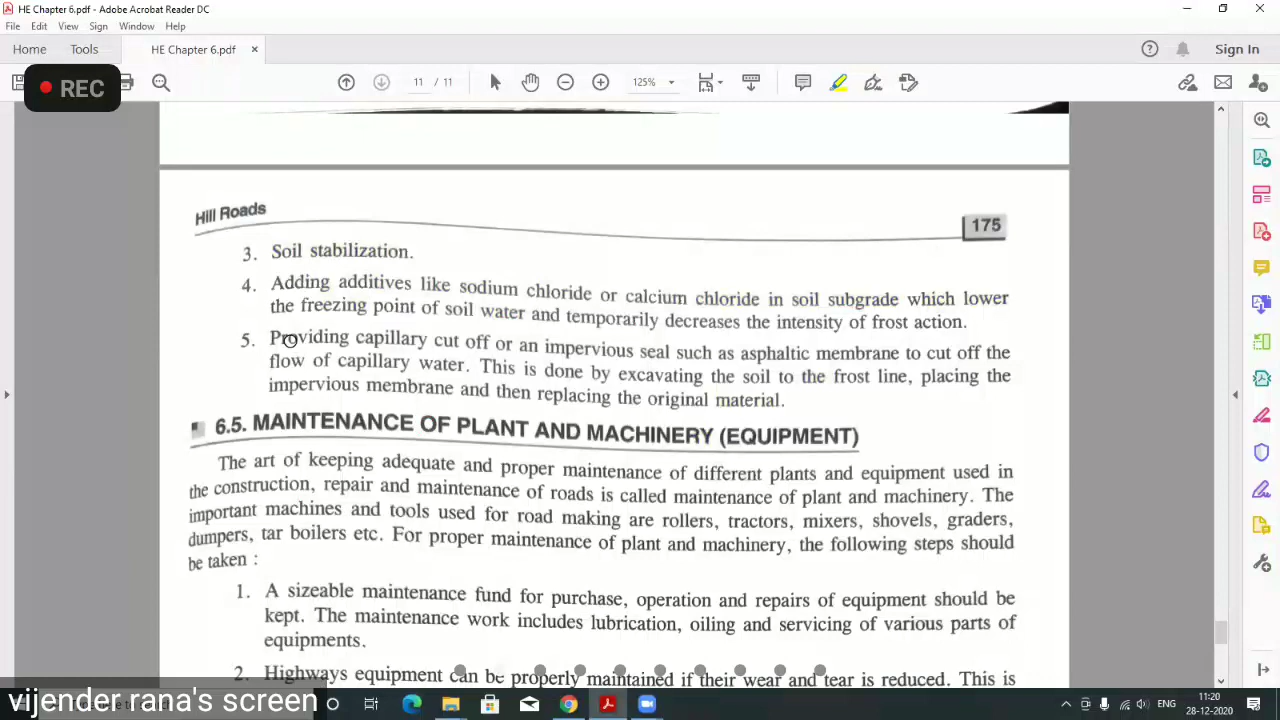 HE Chapter 6.pdf - Adobe Acrobat Reader DC
File Edit View Sign Window Help
Home Tools HE Chapter 6.pdf × Sign In
REC 11 / 11 125%
Hill Roads 175
3. Soil stabilization.
4. Adding additives like sodium chloride or calcium chloride in soil subgrade which lower
the freezing point of soil water and temporarily decreases the intensity of frost action.
5. Providing capillary cut off or an impervious seal such as asphaltic membrane to cut off the
flow of capillary water. This is done by excavating the soil to the frost line, placing the
impervious membrane and then replacing the original material.
6.5. MAINTENANCE OF PLANT AND MACHINERY (EQUIPMENT)
The art of keeping adequate and proper maintenance of different plants and equipment used in
the construction, repair and maintenance of roads is called maintenance of plant and machinery. The
important machines and tools used for road making are rollers, tractors, mixers, shovels, graders,
dumpers, tar boilers etc. For proper maintenance of plant and machinery, the following steps should
be taken :
1. A sizeable maintenance fund for purchase, operation and repairs of equipment should be
kept. The maintenance work includes lubrication, oiling and servicing of various parts of
equipments.
2. Highways equipment can be properly maintained if their wear and tear is reduced. This is
vijender.rana's screen
ENG
11:20
28-12-2020